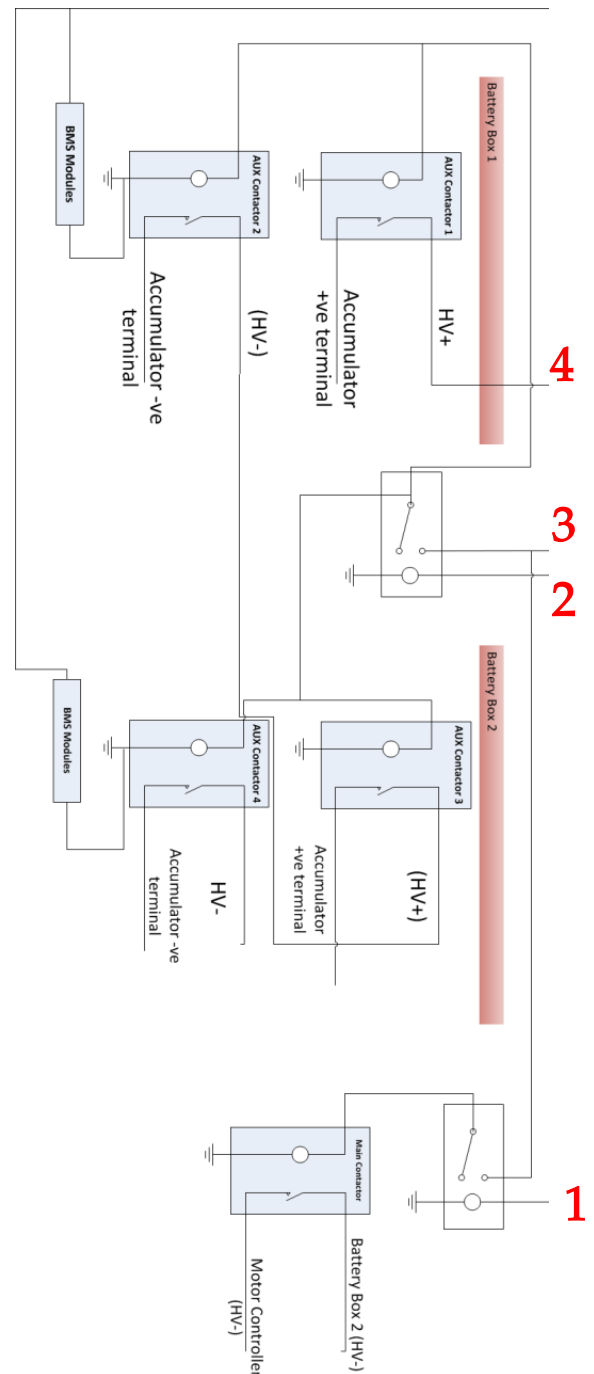 Battery Box 1
BMS Modules
AUX Contactor 2
AUX Contactor 1
Accumulator -ve
terminal
(HV-)
Accumulator
+ve terminal
HV+
4
3
2
Battery Box 2
BMS Modules
AUX Contactor 4
AUX Contactor 3
Accumulator -ve
terminal
HV-
Accumulator
+ve terminal
(HV+)
Main Contactor
1
Motor Controller
(HV-)
Battery Box 2 (HV-)